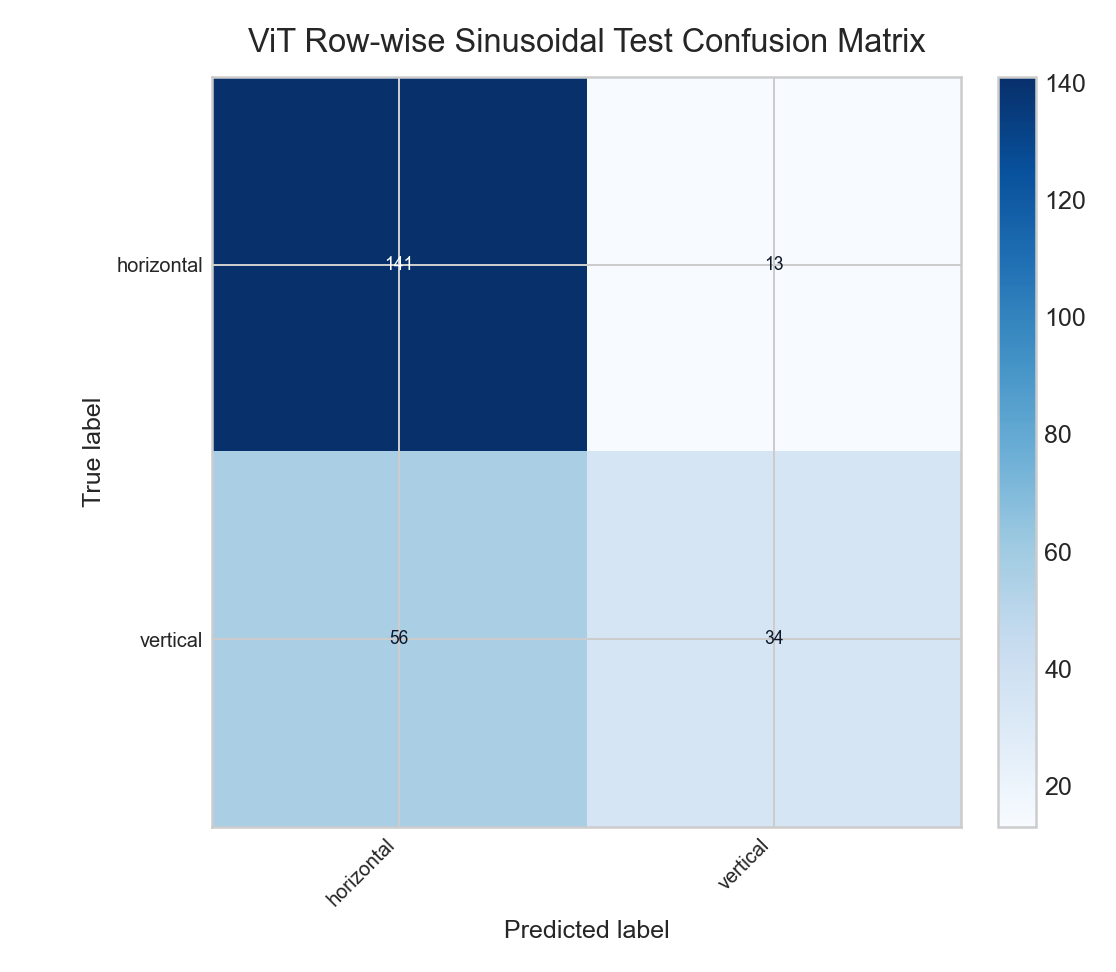 ViT Row-wise Sinusoidal Test Confusion Matrix
140
120
100
80
60
40
20
horizontal
141
13
True label
vertical
56
34
horizontal
vertical
Predicted label